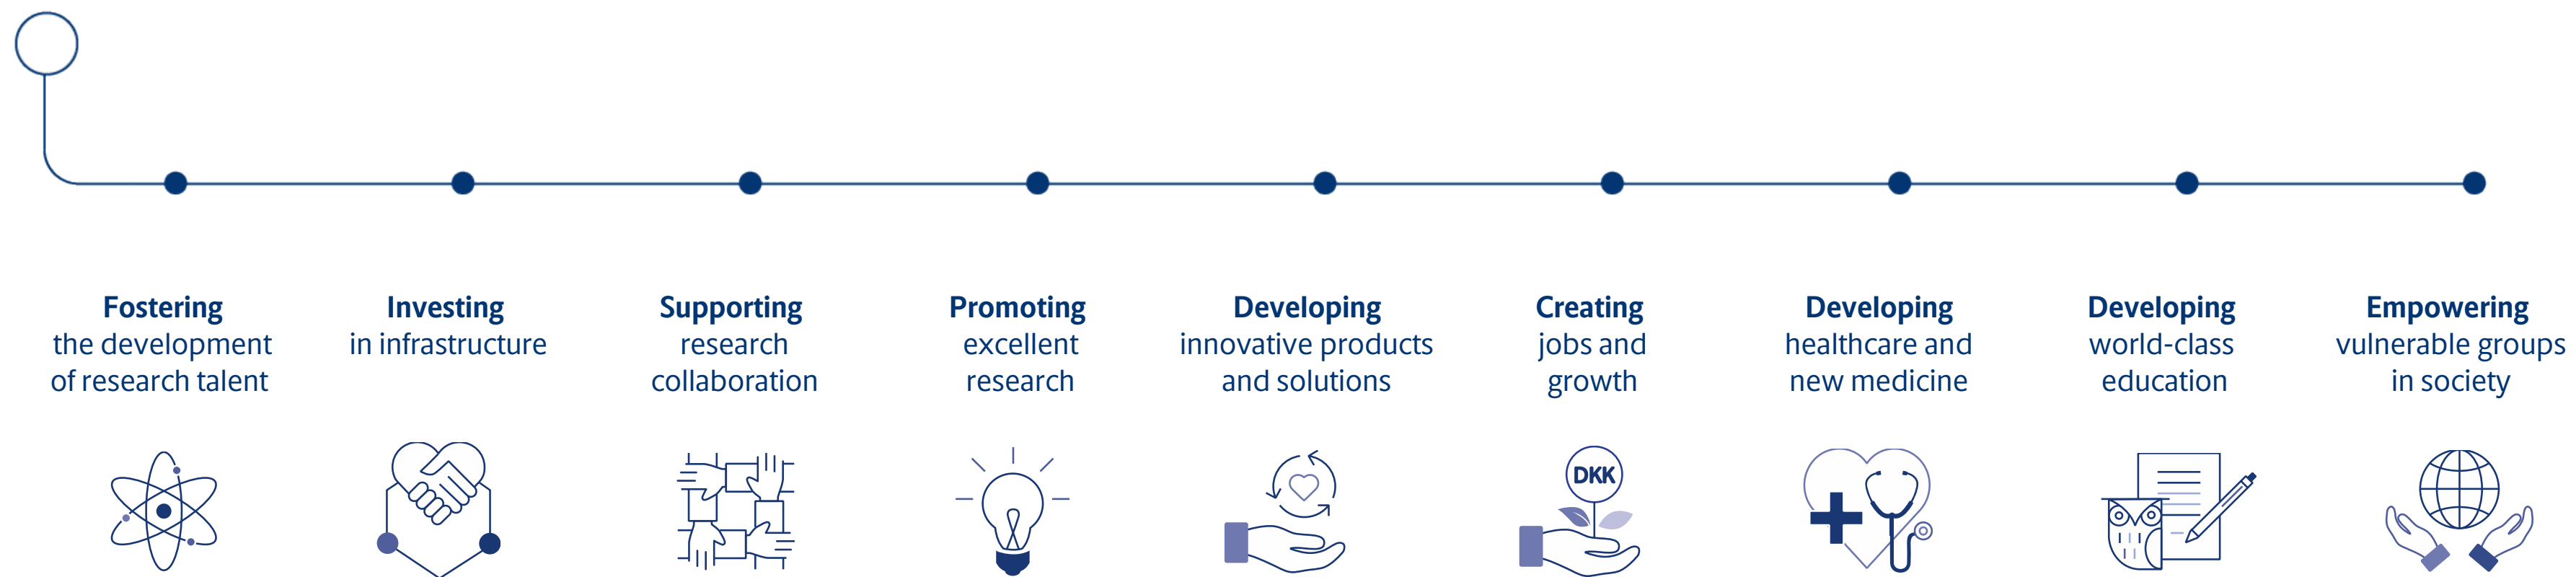 Fostering
the development
of research talent
Investing
in infrastructure
Supporting
research
collaboration
Promoting
excellent
research
Developing
innovative products
and solutions
Creating
jobs and
growth
Developing
healthcare and
new medicine
Developing
world-class
education
Empowering
vulnerable groups
in society
DKK